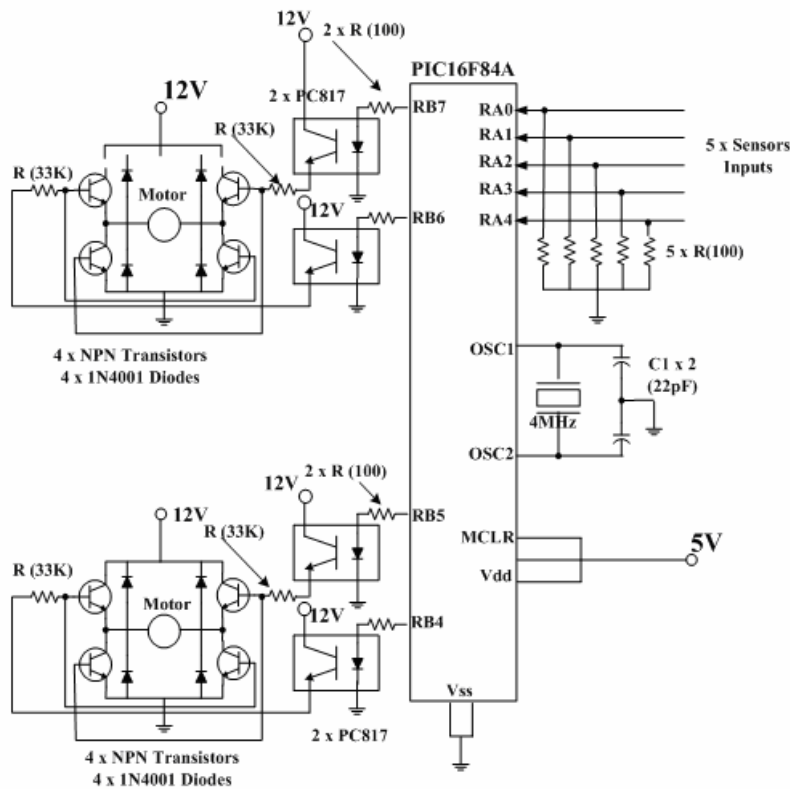 12V
2 x R (100)
PIC16F84A
12V
2 x PC817
RB7
RA0
R (33K)
RA1
5 x Sensors
Inputs
R (33K)
Motor
RA2
12V
RA3
RB6
RA4
5 x R(100)
4 x NPN Transistors
4 x 1N4001 Diodes
OSC1
C1 x 2
(22pF)
4MHz
OSC2
2 x R (100)
12V
12V
R (33K)
RB5
MCLR
5V
R (33K)
Vdd
Motor
12V
RB4
Vss
2 x PC817
4 x NPN Transistors
4 x 1N4001 Diodes